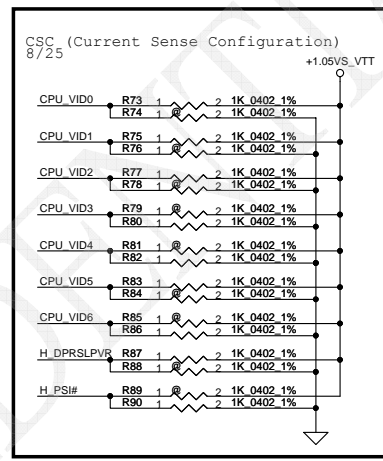 CSC (Current Sense Configuration)
8/25
+1.05VS_VTT
CPU_VID0 R73 1 2 1K_0402_1%
R74 1 @ 2 1K_0402_1%
CPU_VID1 R75 1 2 1K_0402_1%
R76 1 @ 2 1K_0402_1%
CPU_VID2 R77 1 2 1K_0402_1%
R78 1 @ 2 1K_0402_1%
CPU_VID3 R79 1 @ 2 1K_0402_1%
R80 1 2 1K_0402_1%
CPU_VID4 R81 1 @ 2 1K_0402_1%
R82 1 2 1K_0402_1%
CPU_VID5 R83 1 2 1K_0402_1%
R84 1 @ 2 1K_0402_1%
CPU_VID6 R85 1 @ 2 1K_0402_1%
R86 1 2 1K_0402_1%
H_DPRSLPVR R87 1 2 1K_0402_1%
R88 1 @ 2 1K_0402_1%
H_PSI# R89 1 @ 2 1K_0402_1%
R90 1 2 1K_0402_1%